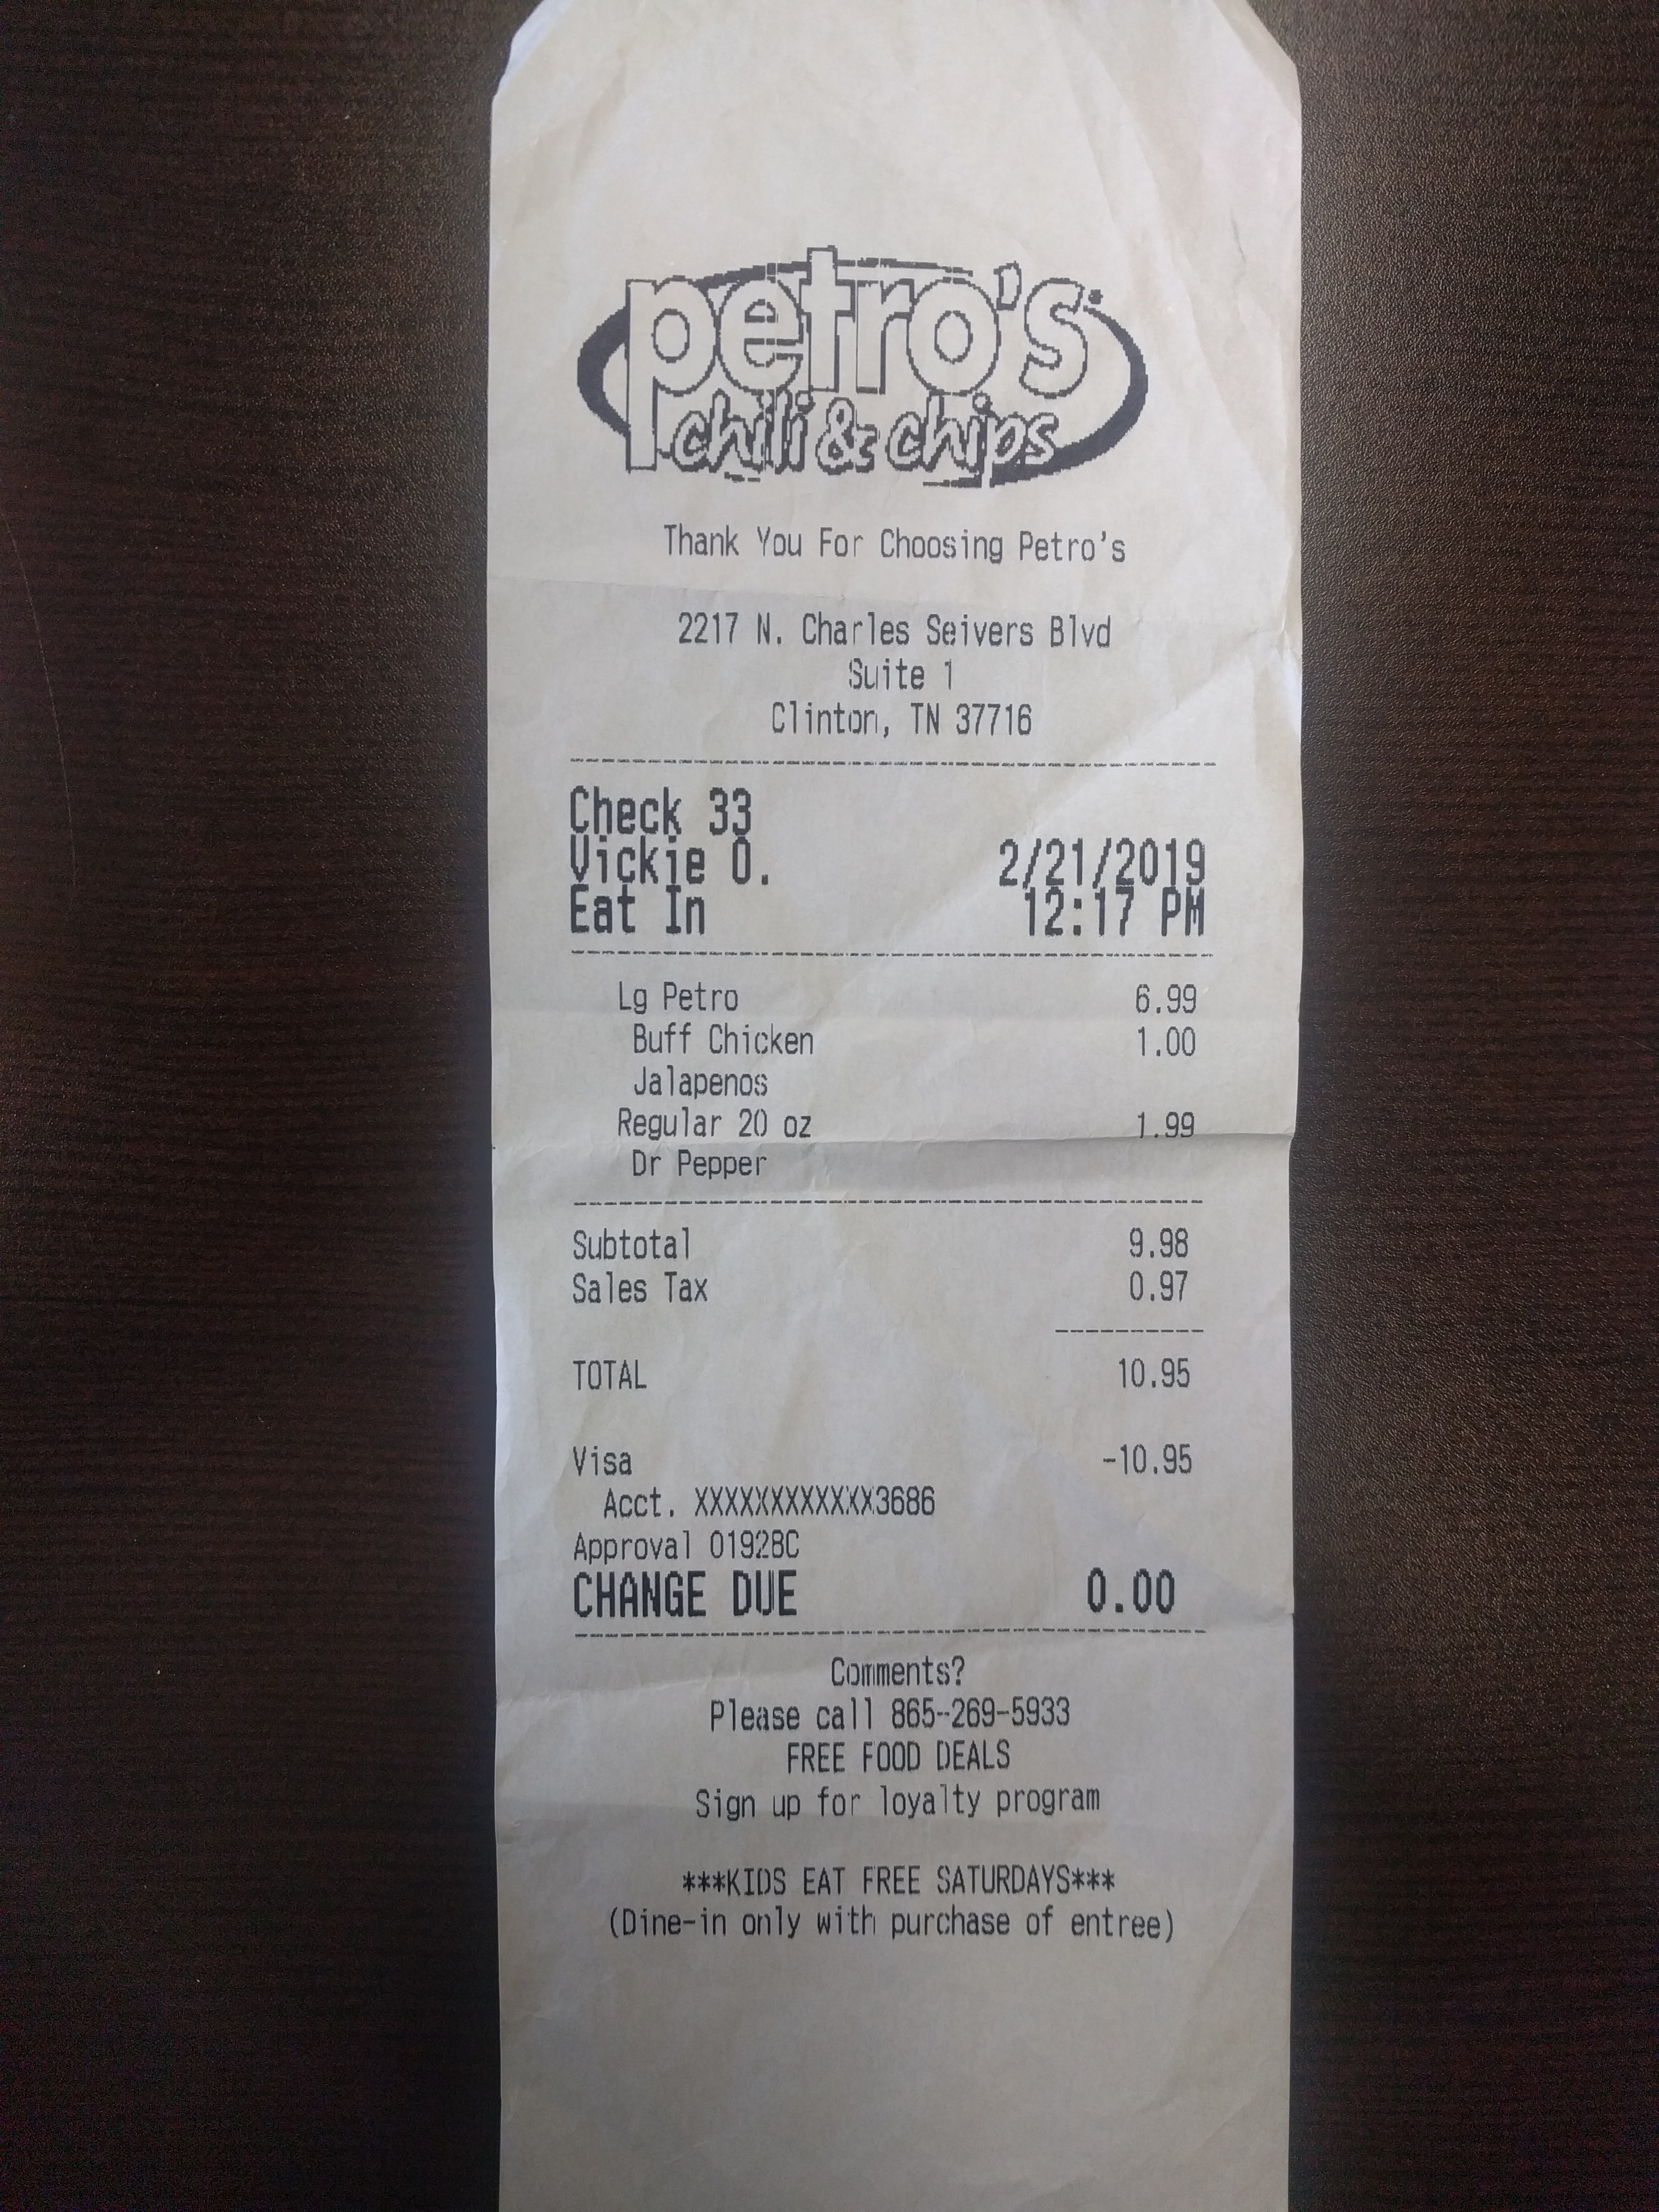 petro's
chili & chips
Thank You For Choosing Petro's
2217 N. Charles Seivers Blvd
Suite 1
Clinton, TN 37716
Check 33
Vickie O. 2/21/2019
Eat In 12:17 PM
Lg Petro 6.99
Buff Chicken 1.00
Jalapenos
Regular 20 oz 1.99
Dr Pepper
Subtotal 9.98
Sales Tax 0.97
TOTAL 10.95
Visa -10.95
Acct. XXXXXXXXXXXX3686
Approval 01928C
CHANGE DUE 0.00
Comments?
Please call 865-269-5933
FREE FOOD DEALS
Sign up for loyalty program
***KIDS EAT FREE SATURDAYS***
(Dine-in only with purchase of entree)